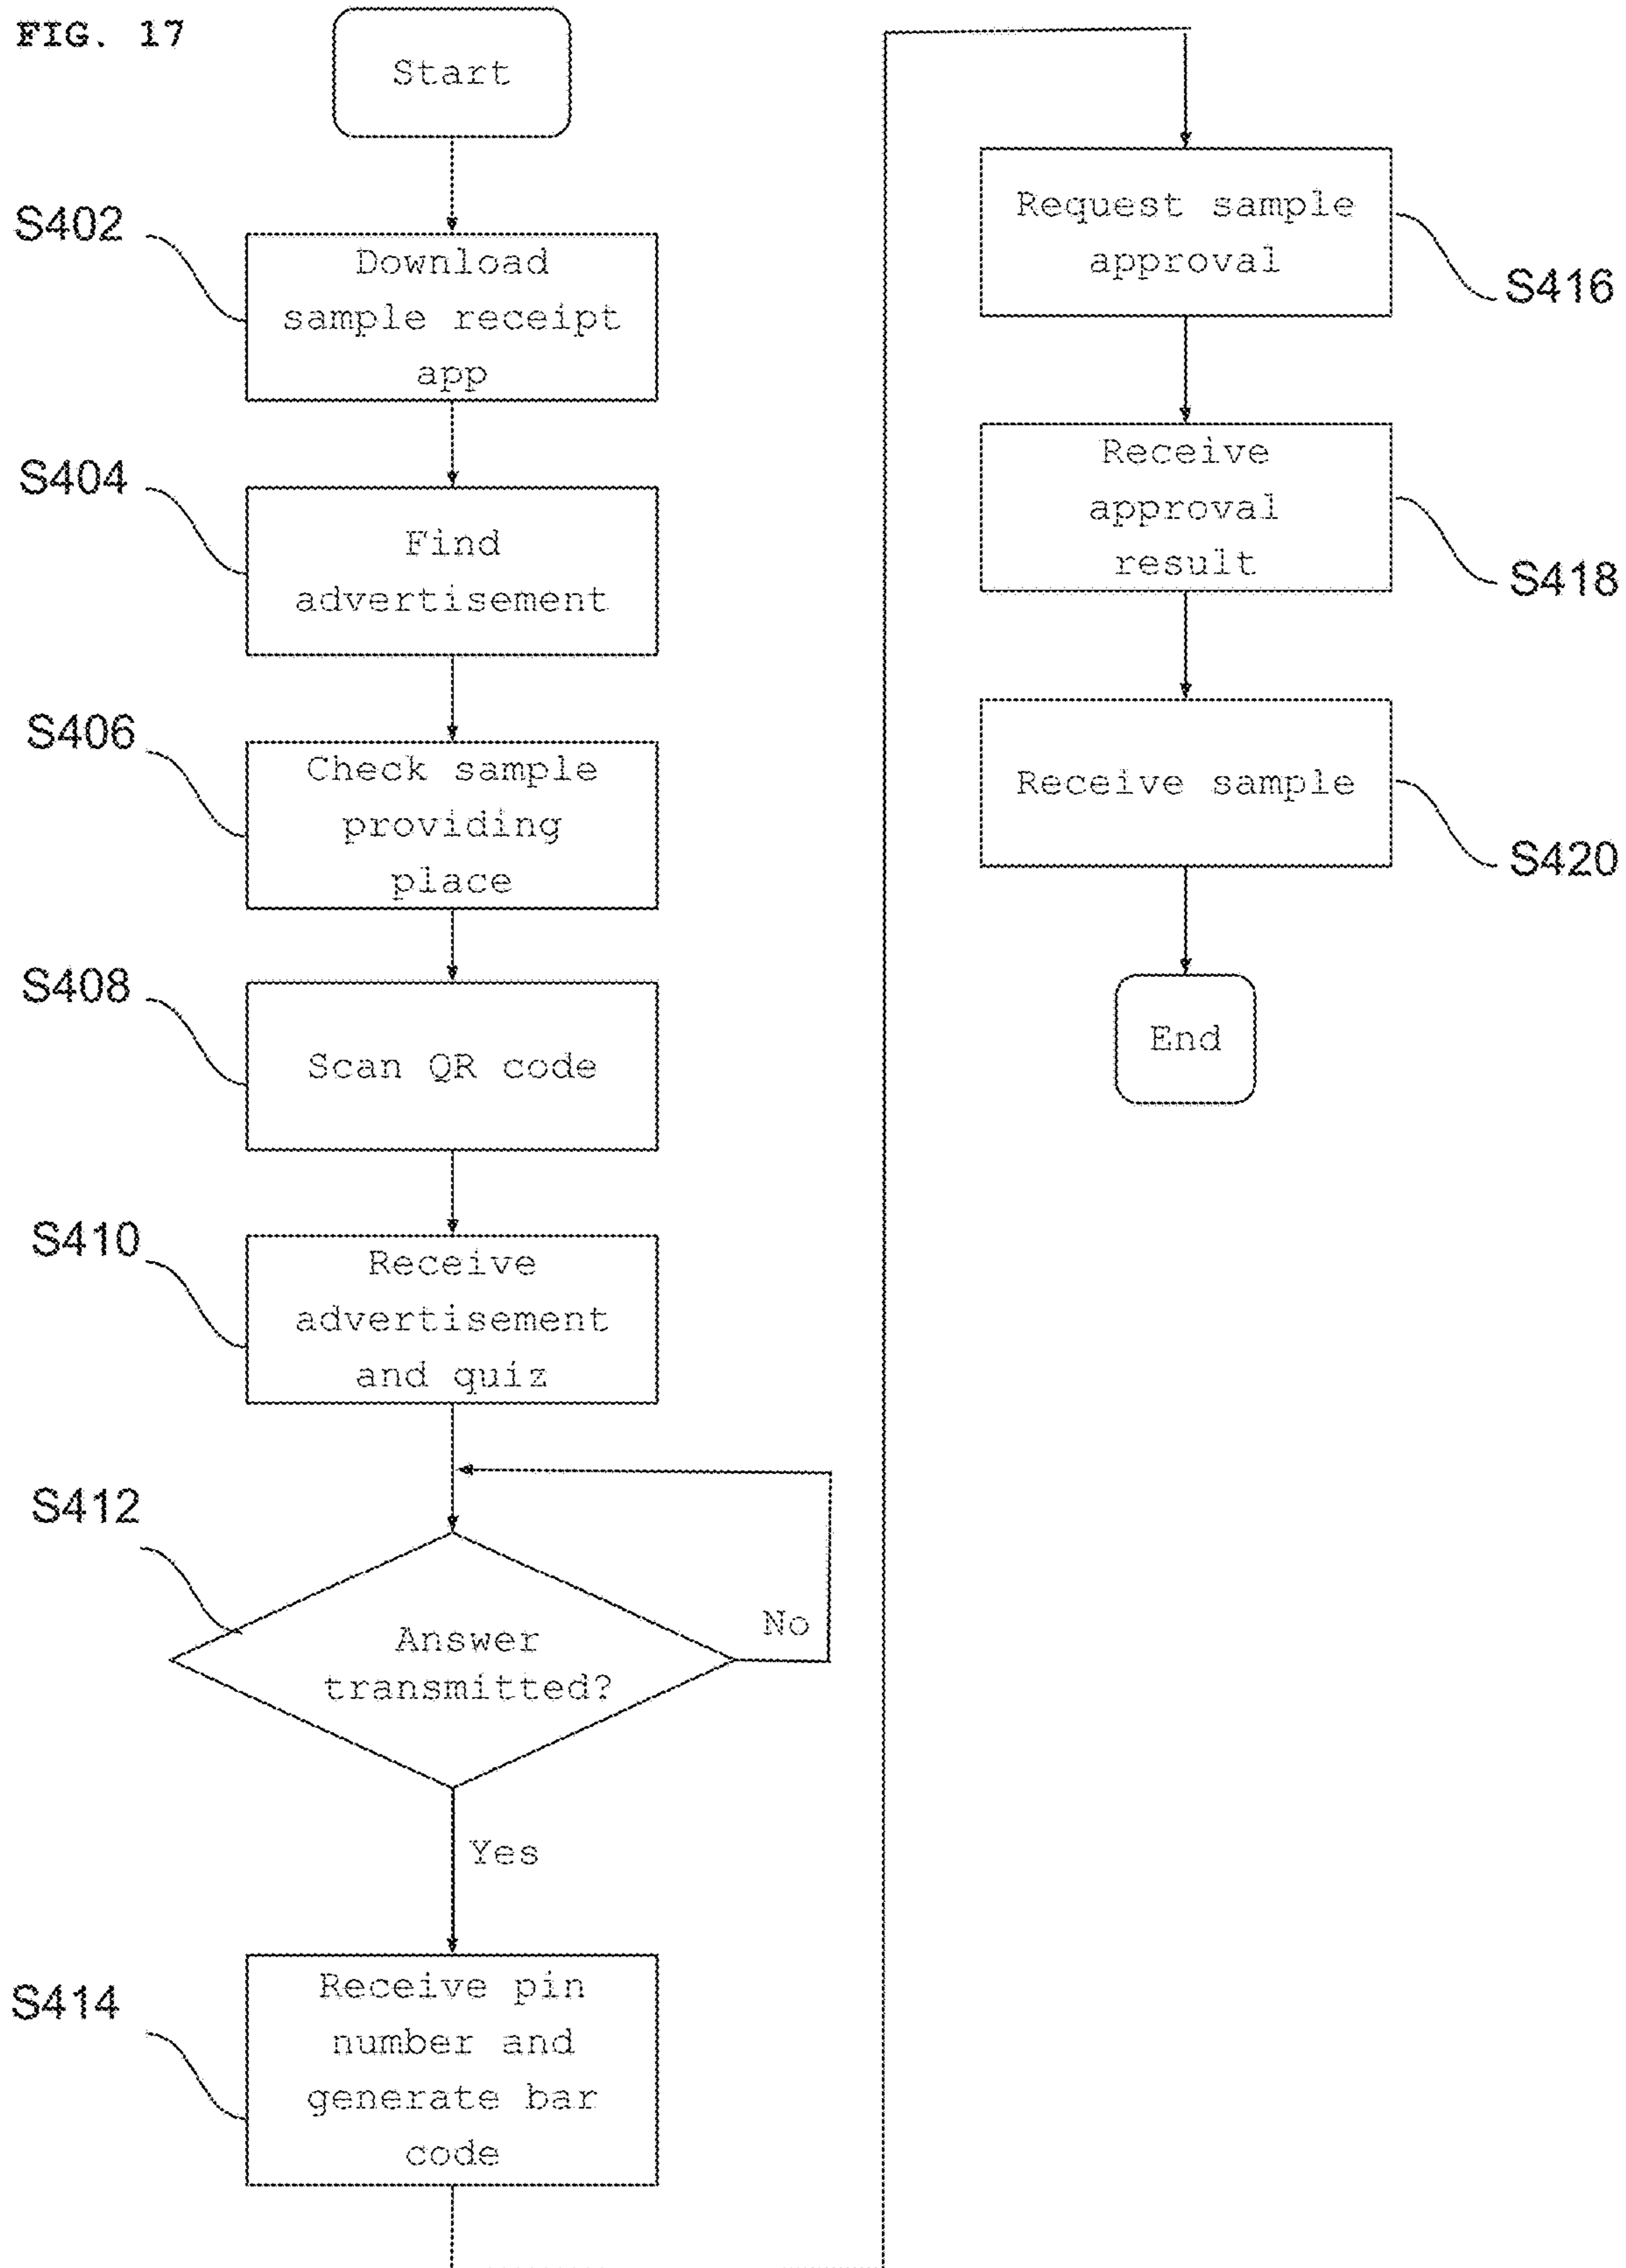 FIG. 17
Start
S402
Download
sample receipt
app
S404
Find
advertisement
S406
Check sample
providing
place
S408
Scan QR code
S410
Receive
advertisement
and quiz
S412
Answer
transmitted?
No
Yes
S414
Receive pin
number and
generate bar
code
Request sample
approval
S416
Receive
approval
result
S418
Receive sample
S420
End